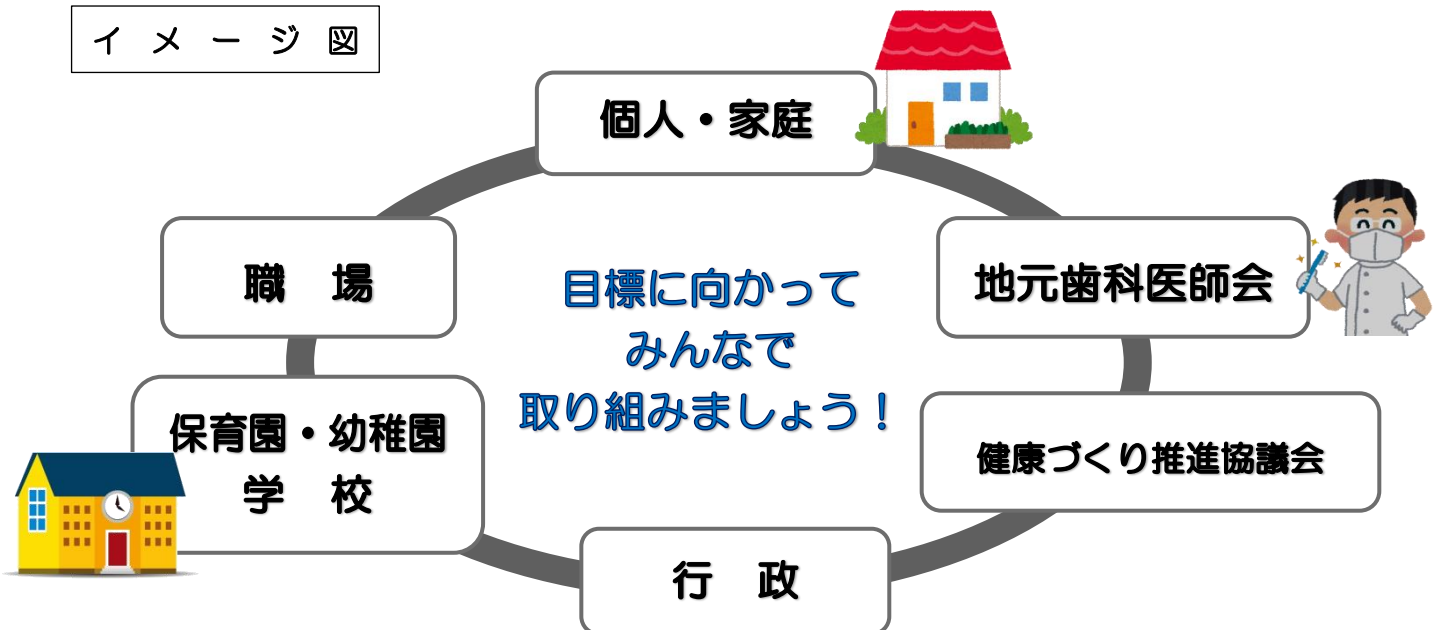 イメージ図
個人・家庭
職　場
地元歯科医師会
目標に向かって
みんなで
取り組みましょう！
保育園・幼稚園
学　校
健康づくり推進協議会
行　政